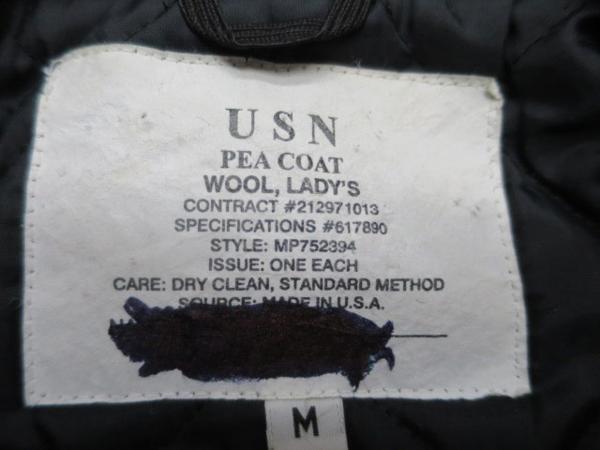 USN
PEA COAT
WOOL, LADY'S
CONTRACT #212971013
SPECIFICATIONS #617890
STYLE: MP752394
ISSUE: ONE EACH
CARE: DRY CLEAN, STANDARD METHOD
SOURCE: MADE IN U.S.A.
M